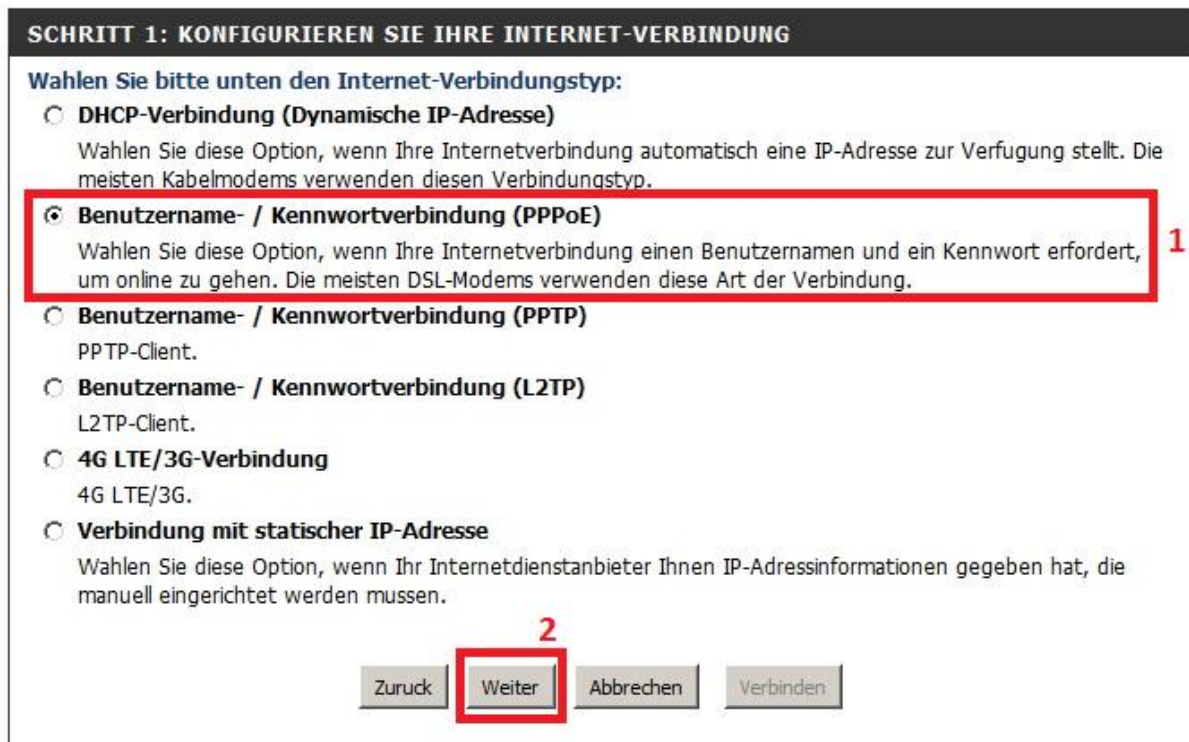 SCHRITT 1: KONFIGURIEREN SIE IHRE INTERNET-VERBINDUNG
Wahlen Sie bitte unten den Internet-Verbindungstyp:
DHCP-Verbindung (Dynamische IP-Adresse)
Wahlen Sie diese Option, wenn Ihre Internetverbindung automatisch eine IP-Adresse zur Verfugung stellt. Die
meisten Kabelmodems verwenden diesen Verbindungstyp.
Benutzername- / Kennwortverbindung (PPPoE)
Wahlen Sie diese Option, wenn Ihre Internetverbindung einen Benutzernamen und ein Kennwort erfordert,
um online zu gehen. Die meisten DSL-Modems verwenden diese Art der Verbindung.
1
Benutzername- / Kennwortverbindung (PPTP)
PPTP-Client.
Benutzername- / Kennwortverbindung (L2TP)
L2TP-Client.
4G LTE/3G-Verbindung
4G LTE/3G.
Verbindung mit statischer IP-Adresse
Wahlen Sie diese Option, wenn Ihr Internetdienstanbieter Ihnen IP-Adressinformationen gegeben hat, die
manuell eingerichtet werden mussen.
2
Zuruck Weiter Abbrechen Verbinden